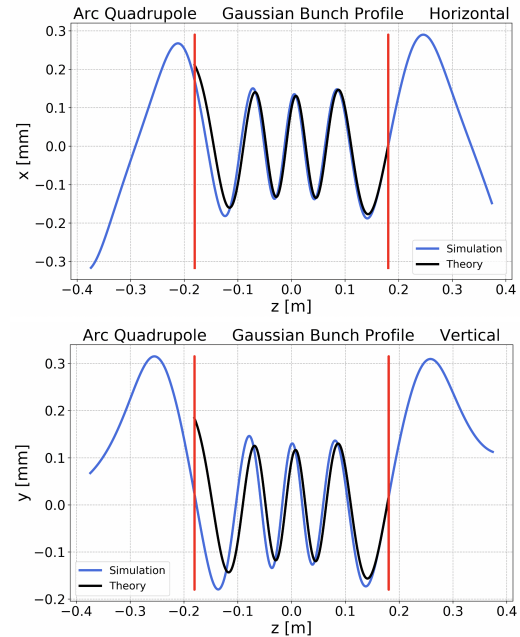 Arc Quadrupole Gaussian Bunch Profile Horizontal
0.3
0.2
0.1
0.0
−0.1
−0.2
−0.3
x [mm]
Simulation
Theory
−0.4 −0.3 −0.2 −0.1 0.0 0.1 0.2 0.3 0.4
z [m]
Arc Quadrupole Gaussian Bunch Profile Vertical
0.3
0.2
0.1
0.0
−0.1
−0.2
y [mm]
Simulation
Theory
−0.4 −0.3 −0.2 −0.1 0.0 0.1 0.2 0.3 0.4
z [m]